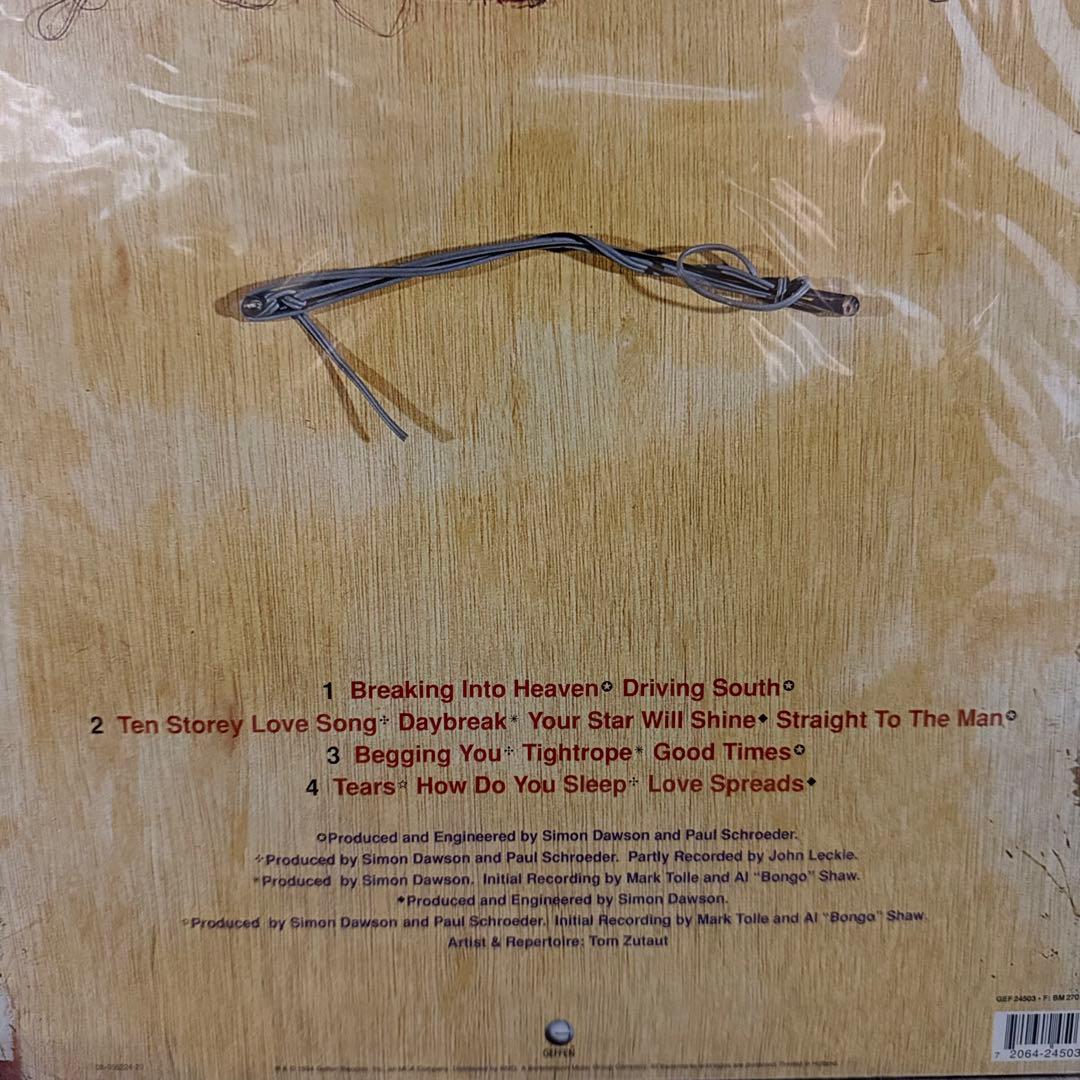 1 Breaking Into Heaven✪ Driving South✪
2 Ten Storey Love Song⁘ Daybreak* Your Star Will Shine◆ Straight To The Man✪
3 Begging You⁘ Tightrope* Good Times✪
4 Tears☆ How Do You Sleep⁘ Love Spreads◆
✪Produced and Engineered by Simon Dawson and Paul Schroeder.
⁘Produced by Simon Dawson and Paul Schroeder. Partly Recorded by John Leckie.
*Produced by Simon Dawson. Initial Recording by Mark Tolle and Al "Bongo" Shaw.
◆Produced and Engineered by Simon Dawson.
☆Produced by Simon Dawson and Paul Schroeder. Initial Recording by Mark Tolle and Al "Bongo" Shaw.
Artist & Repertoire: Tom Zutaut
GEF 24503 • F: BM 270
7 2064-24503
GEFFEN